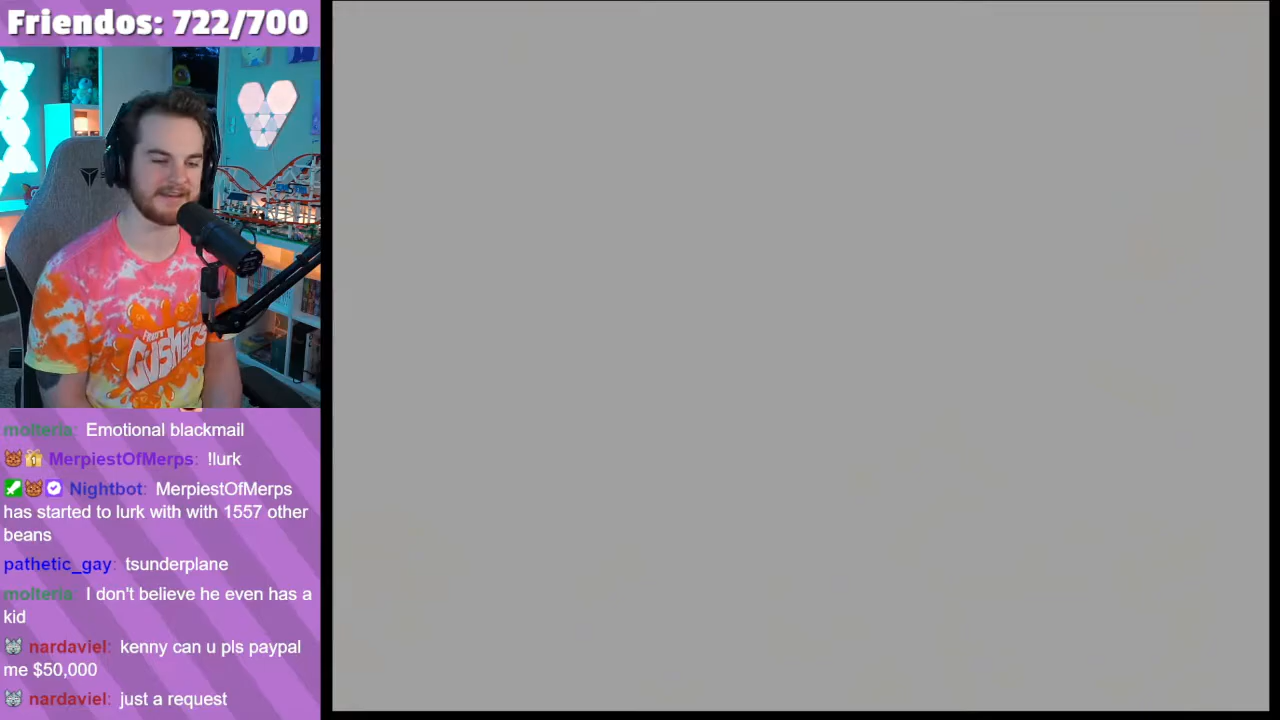 Friendos: 722/700
FRUIT
GUSHERS
molteria: Emotional blackmail
MerpiestOfMerps: !lurk
Nightbot: MerpiestOfMerps
has started to lurk with with 1557 other
beans
pathetic_gay: tsunderplane
molteria: I don't believe he even has a
kid
nardaviel: kenny can u pls paypal
me $50,000
nardaviel: just a request